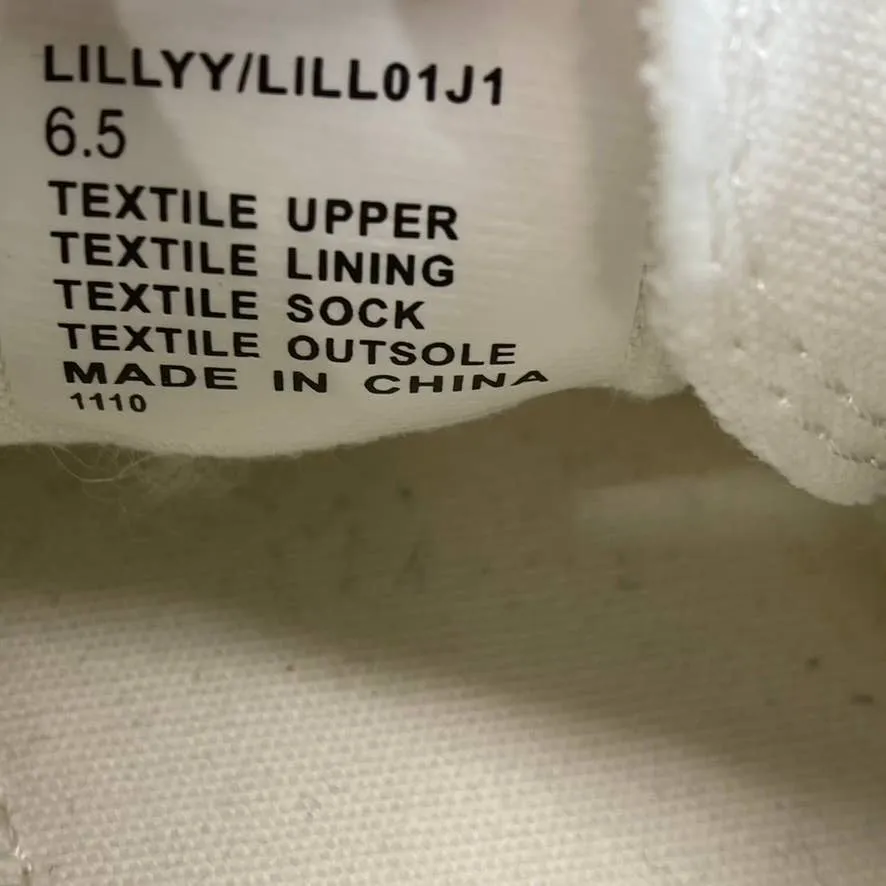 LILLYY/LILL01J1
6.5
TEXTILE UPPER
TEXTILE LINING
TEXTILE SOCK
TEXTILE OUTSOLE
MADE IN CHINA
1110